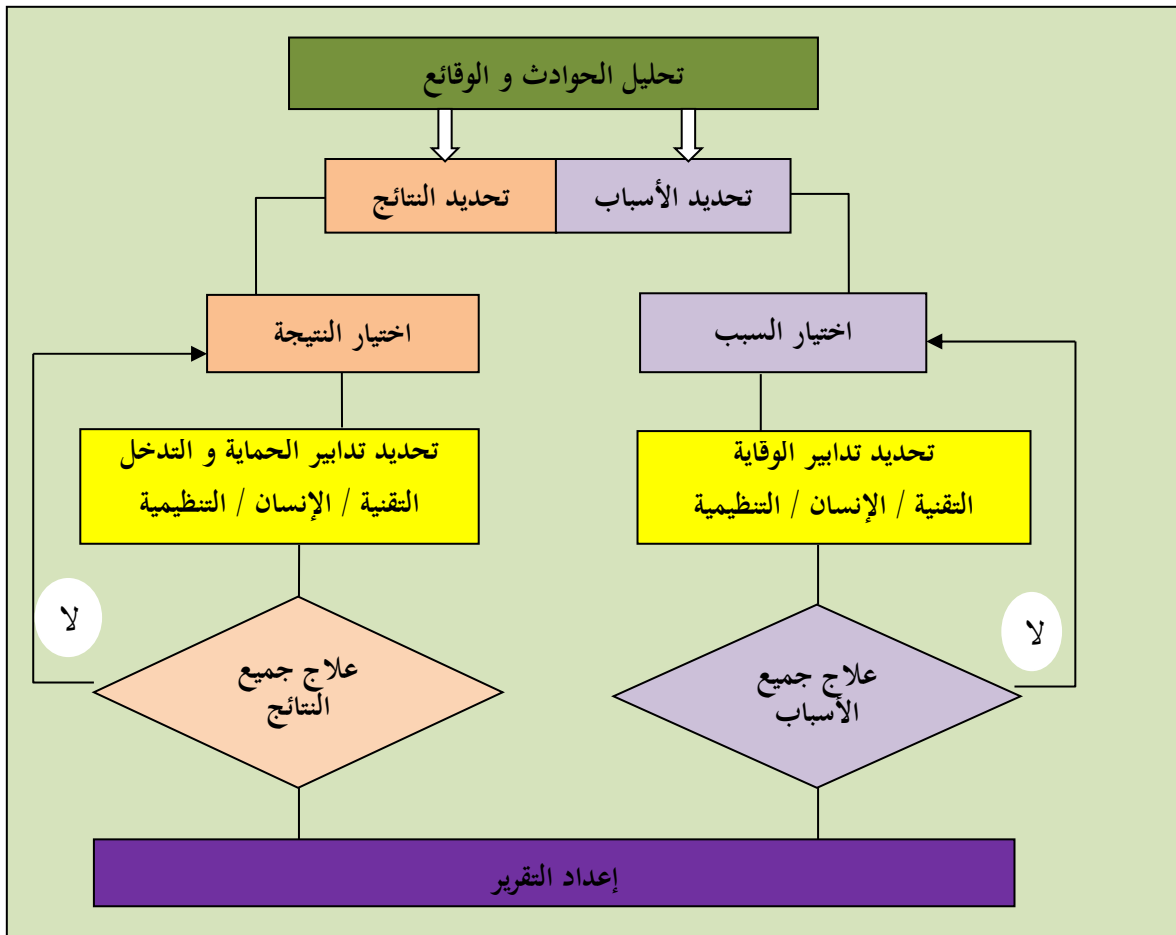 تحليل الحوادث و الوقائع
تحديد الأسباب
تحديد النتائج
اختيار السبب
اختيار النتيجة
تحديد تدابير الوقاية
التقنية / الإنسان / التنظيمية
تحديد تدابير الحماية و التدخل
التقنية / الإنسان / التنظيمية
لا
علاج جميع
الأسباب
علاج جميع
النتائج
لا
إعداد التقرير